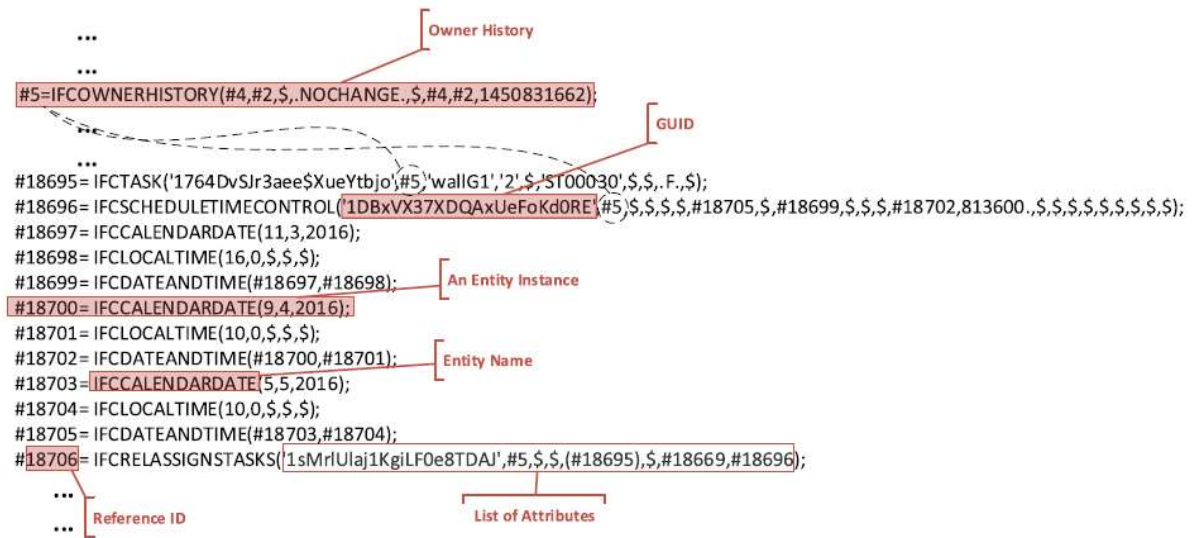 ...
Owner History
...
#5=IFCOWNERHISTORY(#4,#2,$,.NOCHANGE.,$,#4,#2,1450831662);
...
GUID
...
#18695= IFCTASK('1764DvSJr3aee$XueYtbjo',#5,'wallG1','2',$,'ST00030',$,$,.F.,$);
#18696= IFCSCHEDULETIMECONTROL('1DBxVX37XDQAxUeFoKd0RE',#5,$,$,$,$,#18705,$,#18699,$,$,$,#18702,813600.,$,$,$,$,$,$,$,$,$);
#18697= IFCCALENDARDATE(11,3,2016);
#18698= IFCLOCALTIME(16,0,$,$,$);
#18699= IFCDATEANDTIME(#18697,#18698);
An Entity Instance
#18700= IFCCALENDARDATE(9,4,2016);
#18701= IFCLOCALTIME(10,0,$,$,$);
#18702= IFCDATEANDTIME(#18700,#18701);
Entity Name
#18703= IFCCALENDARDATE(5,5,2016);
#18704= IFCLOCALTIME(10,0,$,$,$);
#18705= IFCDATEANDTIME(#18703,#18704);
#18706= IFCRELASSIGNSTASKS('1sMrlUlaj1KgiLF0e8TDAJ',#5,$,$,(#18695),$,#18669,#18696);
...
Reference ID
List of Attributes
...